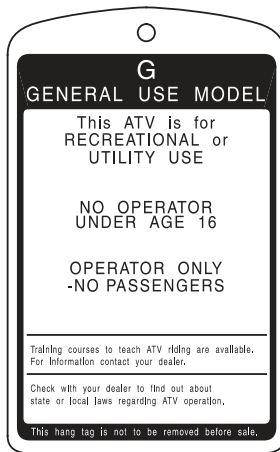 G
GENERAL USE MODEL
This ATV is for
RECREATIONAL or
UTILITY USE
NO OPERATOR
UNDER AGE 16
OPERATOR ONLY
-NO PASSENGERS
Training courses to teach ATV riding are available.
For Information contact your dealer.
Check with your dealer to find out about
state or local laws regarding ATV operation.
This hang tag is not to be removed before sale.